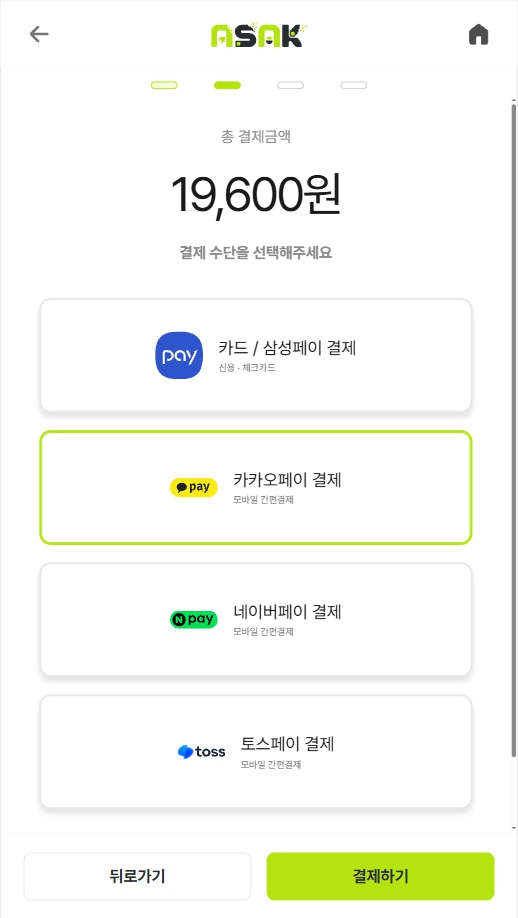 ASAK
총 결제금액
19,600원
결제 수단을 선택해주세요
pay
카드 / 삼성페이 결제
신용 · 체크카드
pay
카카오페이 결제
모바일 간편결제
N pay
네이버페이 결제
모바일 간편결제
toss
토스페이 결제
모바일 간편결제
뒤로가기
결제하기